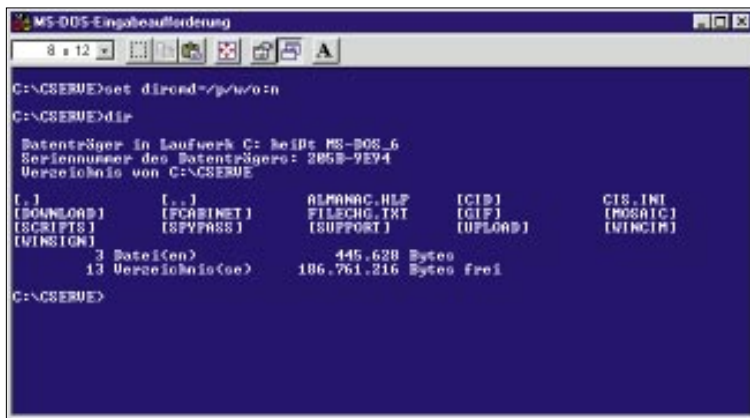 MS-DOS-Eingabeaufforderung
8 x 12
A
C:\CSERVE>set dircmd=/p/w/o:n
C:\CSERVE>dir
Datenträger in Laufwerk C: heißt MS-DOS_6
Seriennummer des Datenträgers: 205B-9E94
Verzeichnis von C:\CSERVE
[.] [..] ALMANAC.HLP [CID] CIS.INI
[DOWNLOAD] [FCABINET] FILECHG.TXT [GIF] [MOSAIC]
[SCRIPTS] [SPYPASS] [SUPPORT] [UPLOAD] [WINCIM]
[WINSIGN]
3 Datei(en) 445.628 Bytes
13 Verzeichnis(se) 186.761.216 Bytes frei
C:\CSERVE>